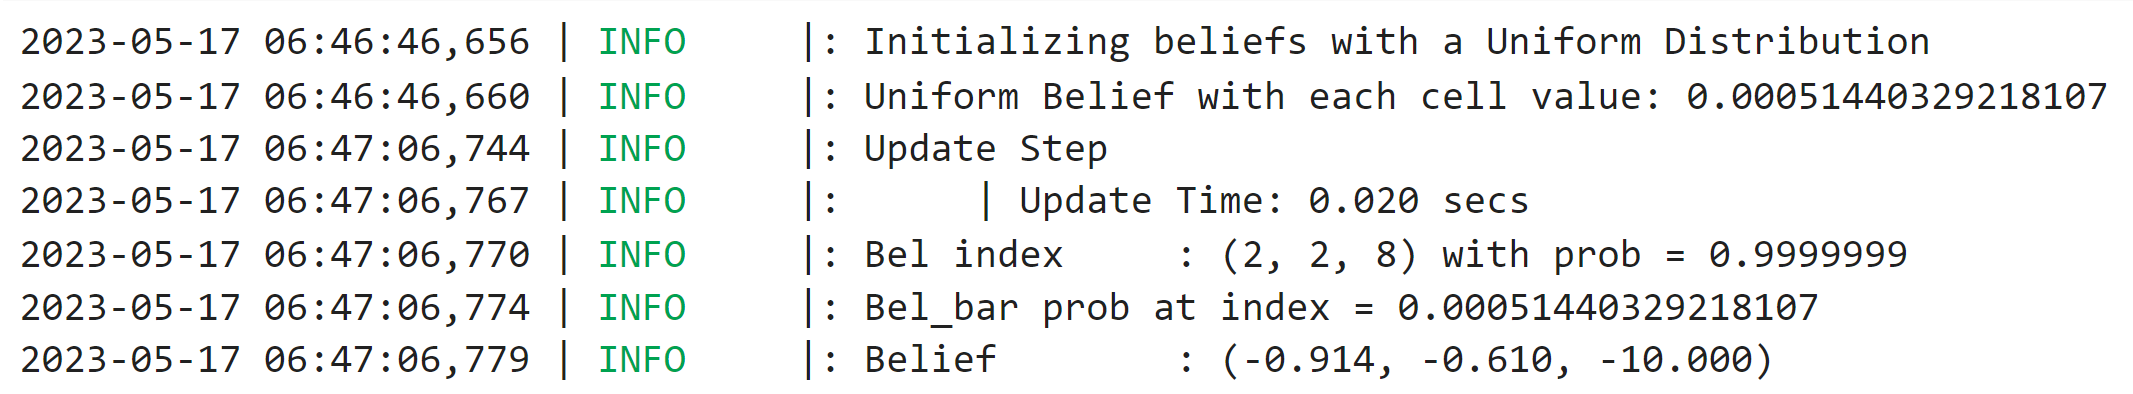 2023-05-17 06:46:46,656 | INFO     |: Initializing beliefs with a Uniform Distribution
2023-05-17 06:46:46,660 | INFO     |: Uniform Belief with each cell value: 0.00051440329218107
2023-05-17 06:47:06,744 | INFO     |: Update Step
2023-05-17 06:47:06,767 | INFO     |:      | Update Time: 0.020 secs
2023-05-17 06:47:06,770 | INFO     |: Bel index     : (2, 2, 8) with prob = 0.9999999
2023-05-17 06:47:06,774 | INFO     |: Bel_bar prob at index = 0.00051440329218107
2023-05-17 06:47:06,779 | INFO     |: Belief        : (-0.914, -0.610, -10.000)